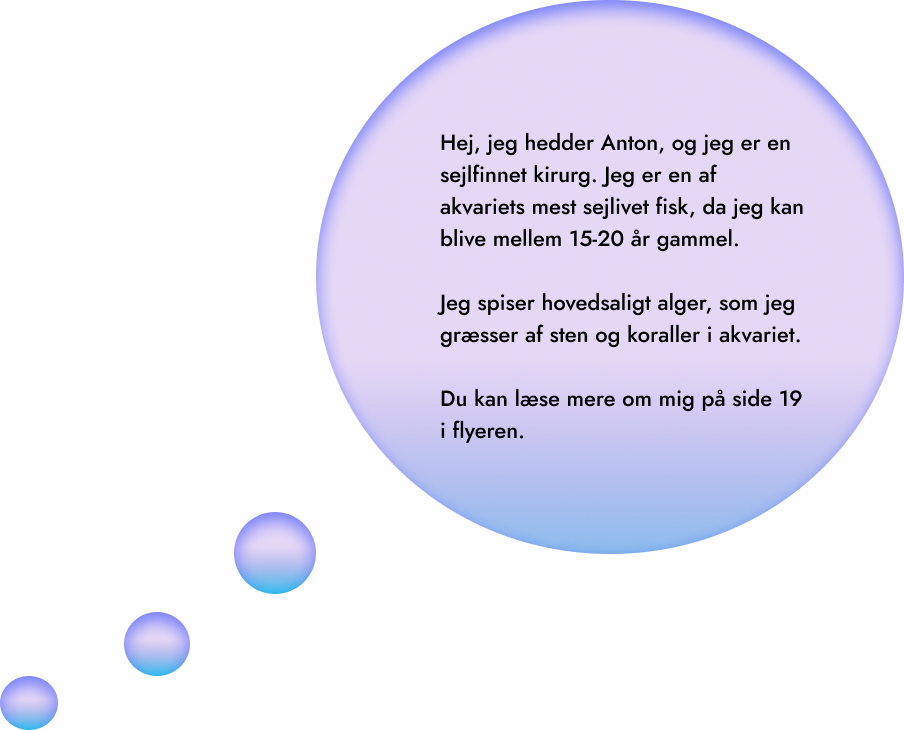 Hej, jeg hedder Anton, og jeg er en
sejlfinnet kirurg. Jeg er en af
akvariets mest sejlivet fisk, da jeg kan
blive mellem 15-20 år gammel.
Jeg spiser hovedsaligt alger, som jeg
græsser af sten og koraller i akvariet.
Du kan læse mere om mig på side 19
i flyeren.